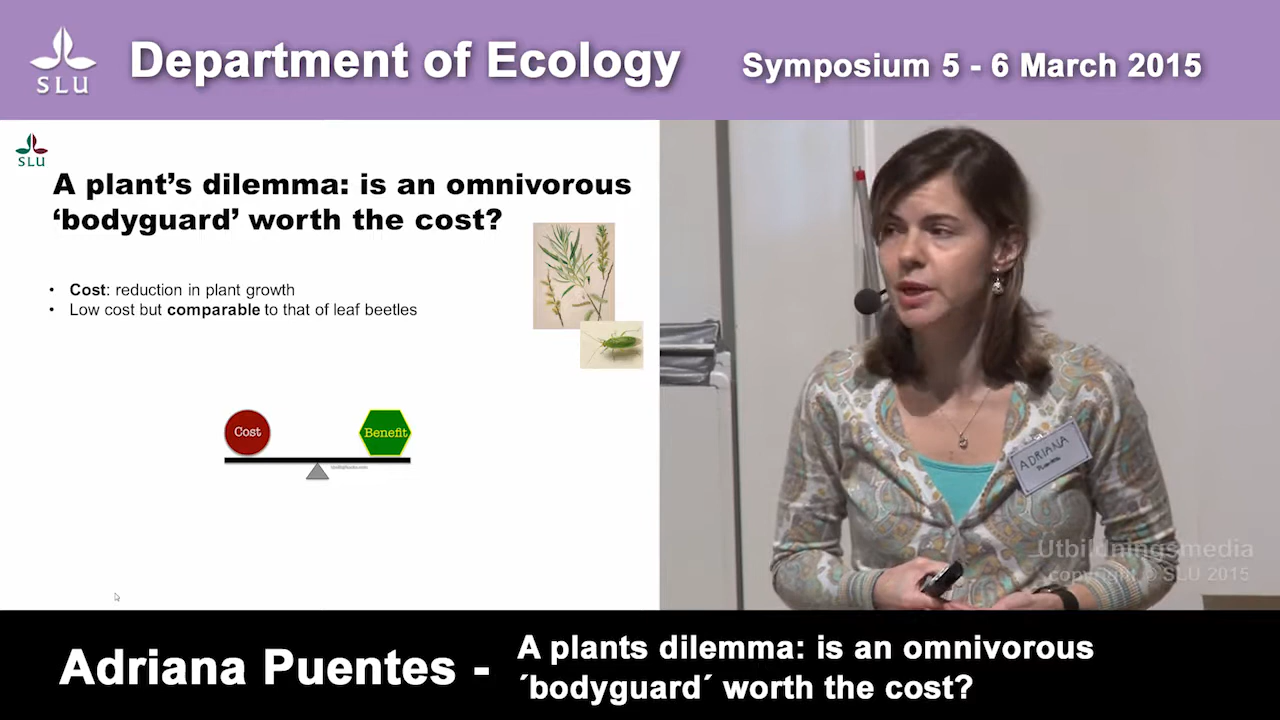 SLU
Department of Ecology
Symposium 5 - 6 March 2015
SLU
A plant’s dilemma: is an omnivorous
‘bodyguard’ worth the cost?
• Cost: reduction in plant growth
• Low cost but comparable to that of leaf beetles
Cost
Benefit
ADRIANA
Utbildningsmedia
copyright © SLU 2015
Adriana Puentes -
A plants dilemma: is an omnivorous
´bodyguard´ worth the cost?